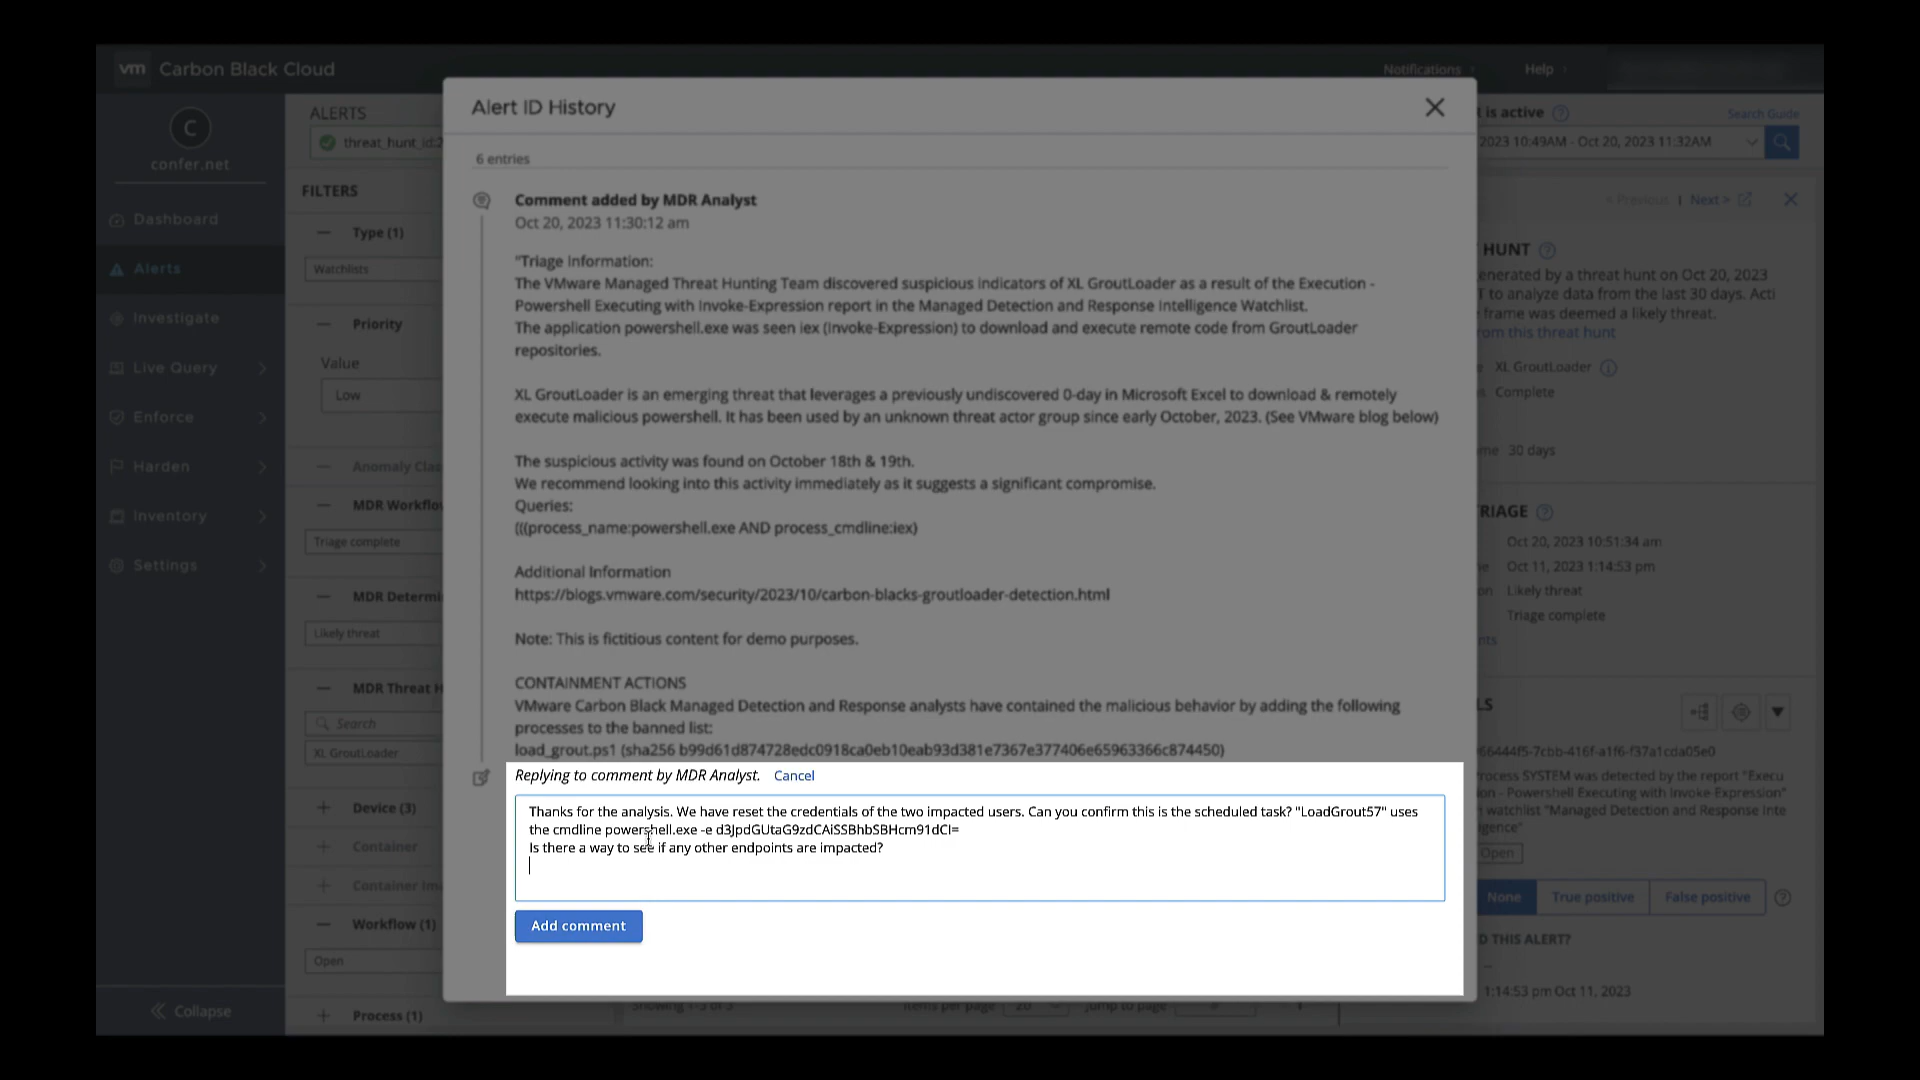 vm Carbon Black Cloud
Notifications
Help
C
confer.net
Dashboard
Alerts
Investigate
Live Query
Enforce
Harden
Inventory
Settings
Collapse
ALERTS
threat_hunt_id:2
FILTERS
Type (1)
Watchlists
Priority
Value
Low
Anomaly Clas
MDR Workflow
Triage complete
MDR Determi
Likely threat
MDR Threat H
Search
XL GroutLoader
Device (3)
Container
Container Im
Workflow (1)
Open
Process (1)
Alert ID History
6 entries
Comment added by MDR Analyst
Oct 20, 2023 11:30:12 am
"Triage Information:
The VMware Managed Threat Hunting Team discovered suspicious indicators of XL GroutLoader as a result of the Execution -
Powershell Executing with Invoke-Expression report in the Managed Detection and Response Intelligence Watchlist.
The application powershell.exe was seen iex (Invoke-Expression) to download and execute remote code from GroutLoader
repositories.
XL GroutLoader is an emerging threat that leverages a previously undiscovered 0-day in Microsoft Excel to download & remotely
execute malicious powershell. It has been used by an unknown threat actor group since early October, 2023. (See VMware blog below)
The suspicious activity was found on October 18th & 19th.
We recommend looking into this activity immediately as it suggests a significant compromise.
Queries:
(((process_name:powershell.exe AND process_cmdline:iex)
Additional Information
https://blogs.vmware.com/security/2023/10/carbon-blacks-groutloader-detection.html
Note: This is fictitious content for demo purposes.
CONTAINMENT ACTIONS
VMware Carbon Black Managed Detection and Response analysts have contained the malicious behavior by adding the following
processes to the banned list:
load_grout.ps1 (sha256 b99d61d874728edc0918ca0eb10eab93d381e7367e377406e65963366c874450)
Replying to comment by MDR Analyst. Cancel
Thanks for the analysis. We have reset the credentials of the two impacted users. Can you confirm this is the scheduled task? "LoadGrout57" uses
the cmdline powershell.exe -e d3JpdGUtaG9zdCAiSSBhbSBHcm91dCI=
Is there a way to see if any other endpoints are impacted?
Add comment
Showing 1-3 of 3
Items per page 20
Jump to page #
t is active
Search Guide
2023 10:49AM - Oct 20, 2023 11:32AM
< Previous | Next >
HUNT
enerated by a threat hunt on Oct 20, 2023
T to analyze data from the last 30 days. Acti
frame was deemed a likely threat.
rom this threat hunt
XL GroutLoader
Complete
me 30 days
RIAGE
Oct 20, 2023 10:51:34 am
Oct 11, 2023 1:14:53 pm
on Likely threat
Triage complete
nts
LS
66444f5-7cbb-416f-a1f6-f37a1cda05e0
rocess SYSTEM was detected by the report "Execu
on - Powershell Executing with Invoke-Expression"
watchlist "Managed Detection and Response Inte
igence"
Open
None
True positive
False positive
D THIS ALERT?
--
1:14:53 pm Oct 11, 2023